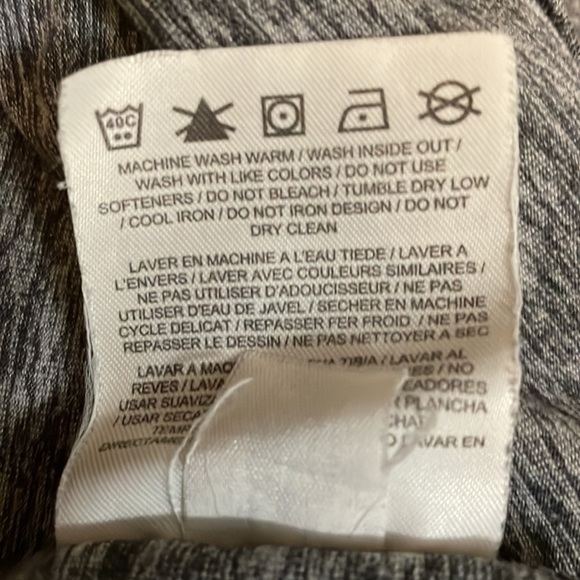 40C
MACHINE WASH WARM / WASH INSIDE OUT /
WASH WITH LIKE COLORS / DO NOT USE
SOFTENERS / DO NOT BLEACH / TUMBLE DRY LOW
/ COOL IRON / DO NOT IRON DESIGN / DO NOT
DRY CLEAN
LAVER EN MACHINE A L'EAU TIEDE / LAVER A
L'ENVERS / LAVER AVEC COULEURS SIMILAIRES /
NE PAS UTILISER D'ADOUCISSEUR / NE PAS
UTILISER D'EAU DE JAVEL / SECHER EN MACHINE
CYCLE DELICAT / REPASSER FER FROID / NE PAS
REPASSER LE DESSIN / NE PAS NETTOYER A SEC
LAVAR A TIBIA / LAVAR AL
REVES / / NO
USAR
/ USAR PLANCHA
LAVAR EN